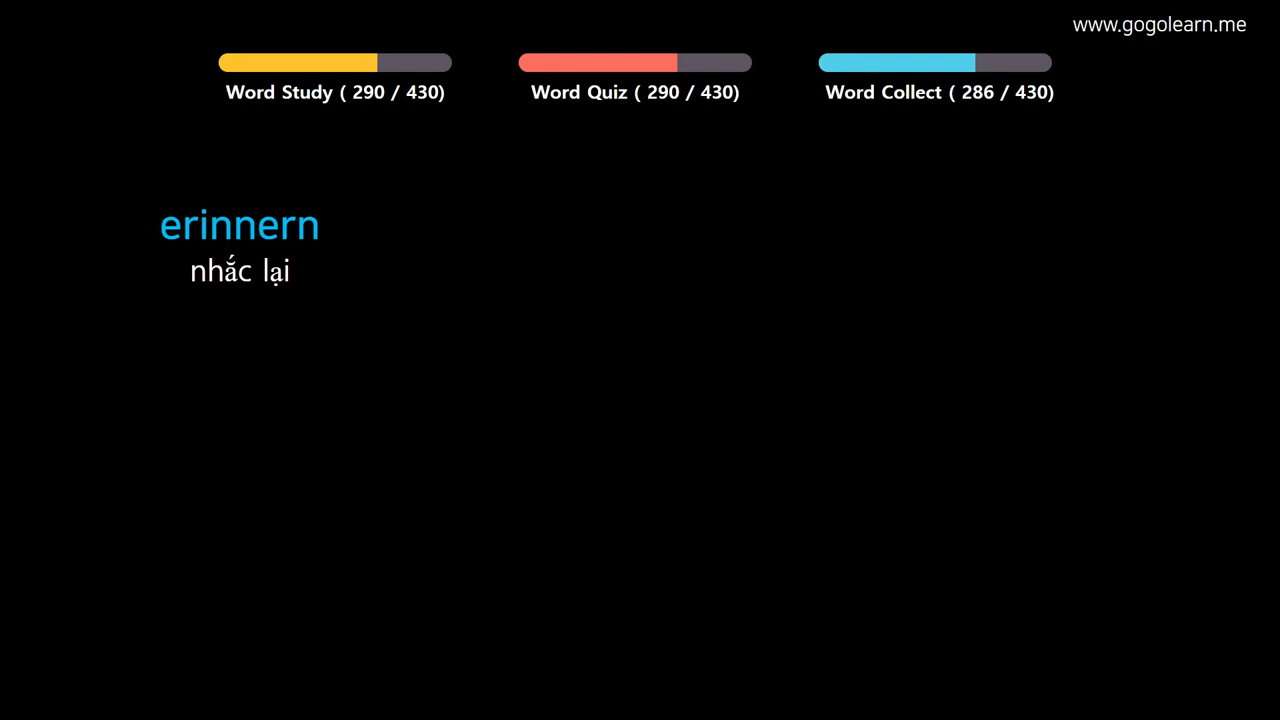 www.gogolearn.me
Word Study ( 290 / 430)
Word Quiz ( 290 / 430)
Word Collect ( 286 / 430)
erinnern
nhắc lại